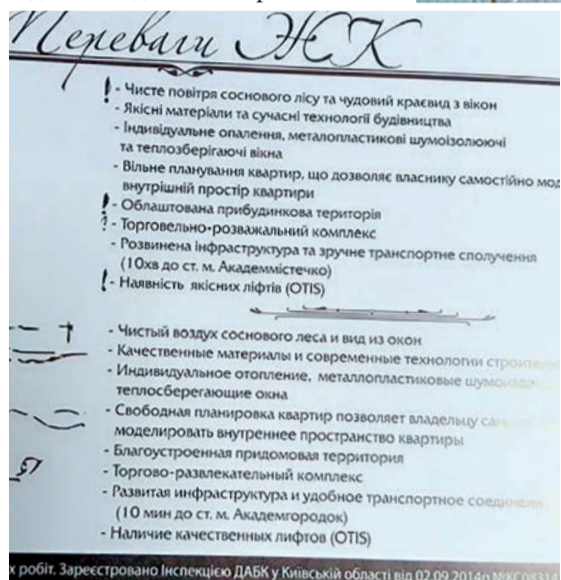 Переваги ЖК
! - Чисте повітря соснового лісу та чудовий краєвид з вікон
- Якісні матеріали та сучасні технології будівництва
- Індивідуальне опалення, металопластикові шумоізолюючі
та теплозберігаючі вікна
- Вільне планування квартир, що дозволяє власнику самостійно мод
внутрішній простір квартири
! - Облаштована прибудинкова територія
? - Торговельно-розважальний комплекс
- Розвинена інфраструктура та зручне транспортне сполучення
(10хв до ст. м. Академмістечко)
! - Наявність якісних ліфтів (OTIS)
- Чистый воздух соснового леса и вид из окон
- Качественные материалы и современные технологии
- Индивидуальное отопление, металлопластиковые
теплосберегающие окна
- Свободная планировка квартир позволяет владельцу
моделировать внутреннее пространство квартиры
- Благоустроенная придомовая территория
- Торгово-развлекательный комплекс
- Развитая инфраструктура и удобное транспортное
(10 мин до ст. м. Академгородок)
- Наличие качественных лифтов (OTIS)
х робіт. Зареєстровано Інспекцією ДАБК у Київській області від 02.09.2014р